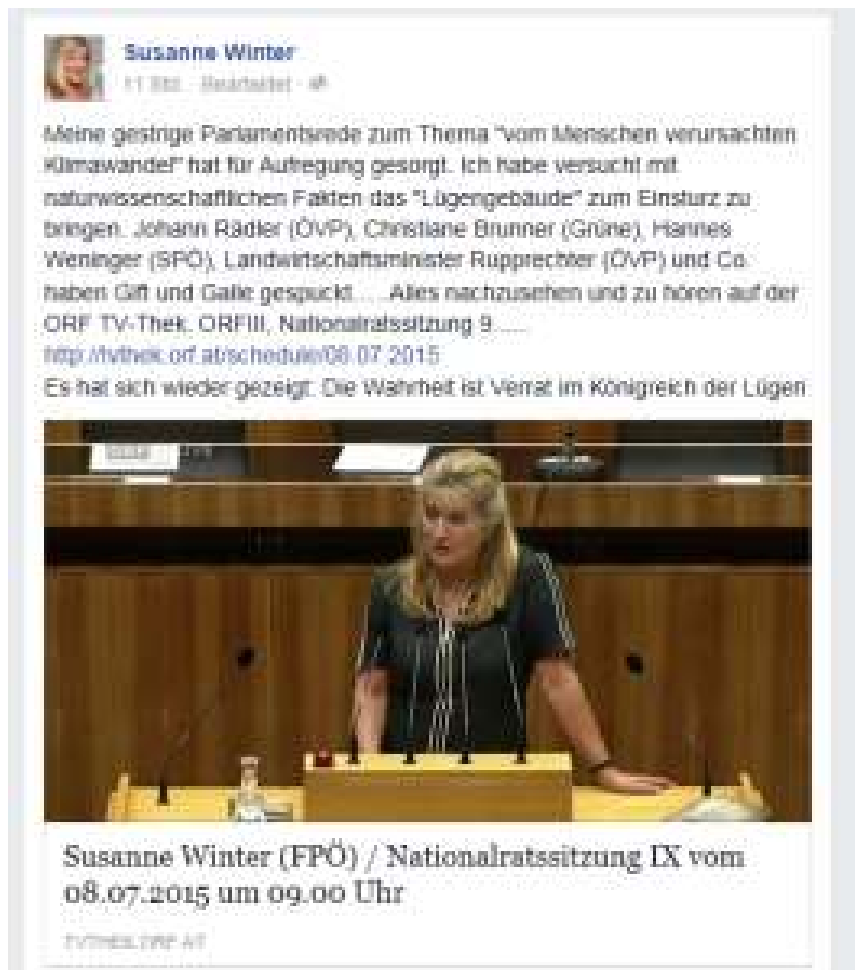 Susanne Winter
11 Std. · Bearbeitet ·
Meine gestrige Parlamentsrede zum Thema "vom Menschen verursachten
Klimawandel" hat für Aufregung gesorgt. Ich habe versucht mit
naturwissenschaftlichen Fakten das "Lügengebäude" zum Einsturz zu
bringen. Johann Rädler (ÖVP), Christiane Brunner (Grüne), Hannes
Weninger (SPÖ), Landwirtschaftsminister Rupprechter (ÖVP) und Co.
haben Gift und Galle gespuckt.....Alles nachzusehen und zu hören auf der
ORF TV-Thek. ORFIII, Nationalratssitzung 9......
http://tvthek.orf.at/schedule/08.07.2015
Es hat sich wieder gezeigt: Die Wahrheit ist Verrat im Königreich der Lügen
Susanne Winter (FPÖ) / Nationalratssitzung IX vom
08.07.2015 um 09.00 Uhr
TVTHEK.ORF.AT